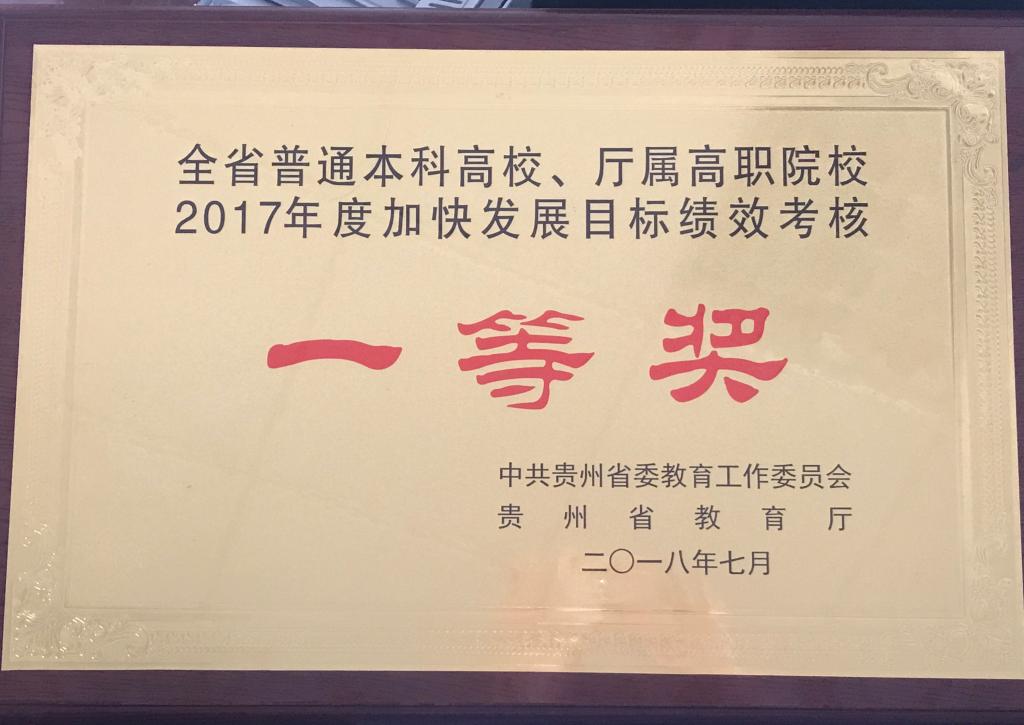 全省普通本科高校、厅属高职院校
2017年度加快发展目标绩效考核
一等奖
中共贵州省委教育工作委员会
贵州省教育厅
二〇一八年七月